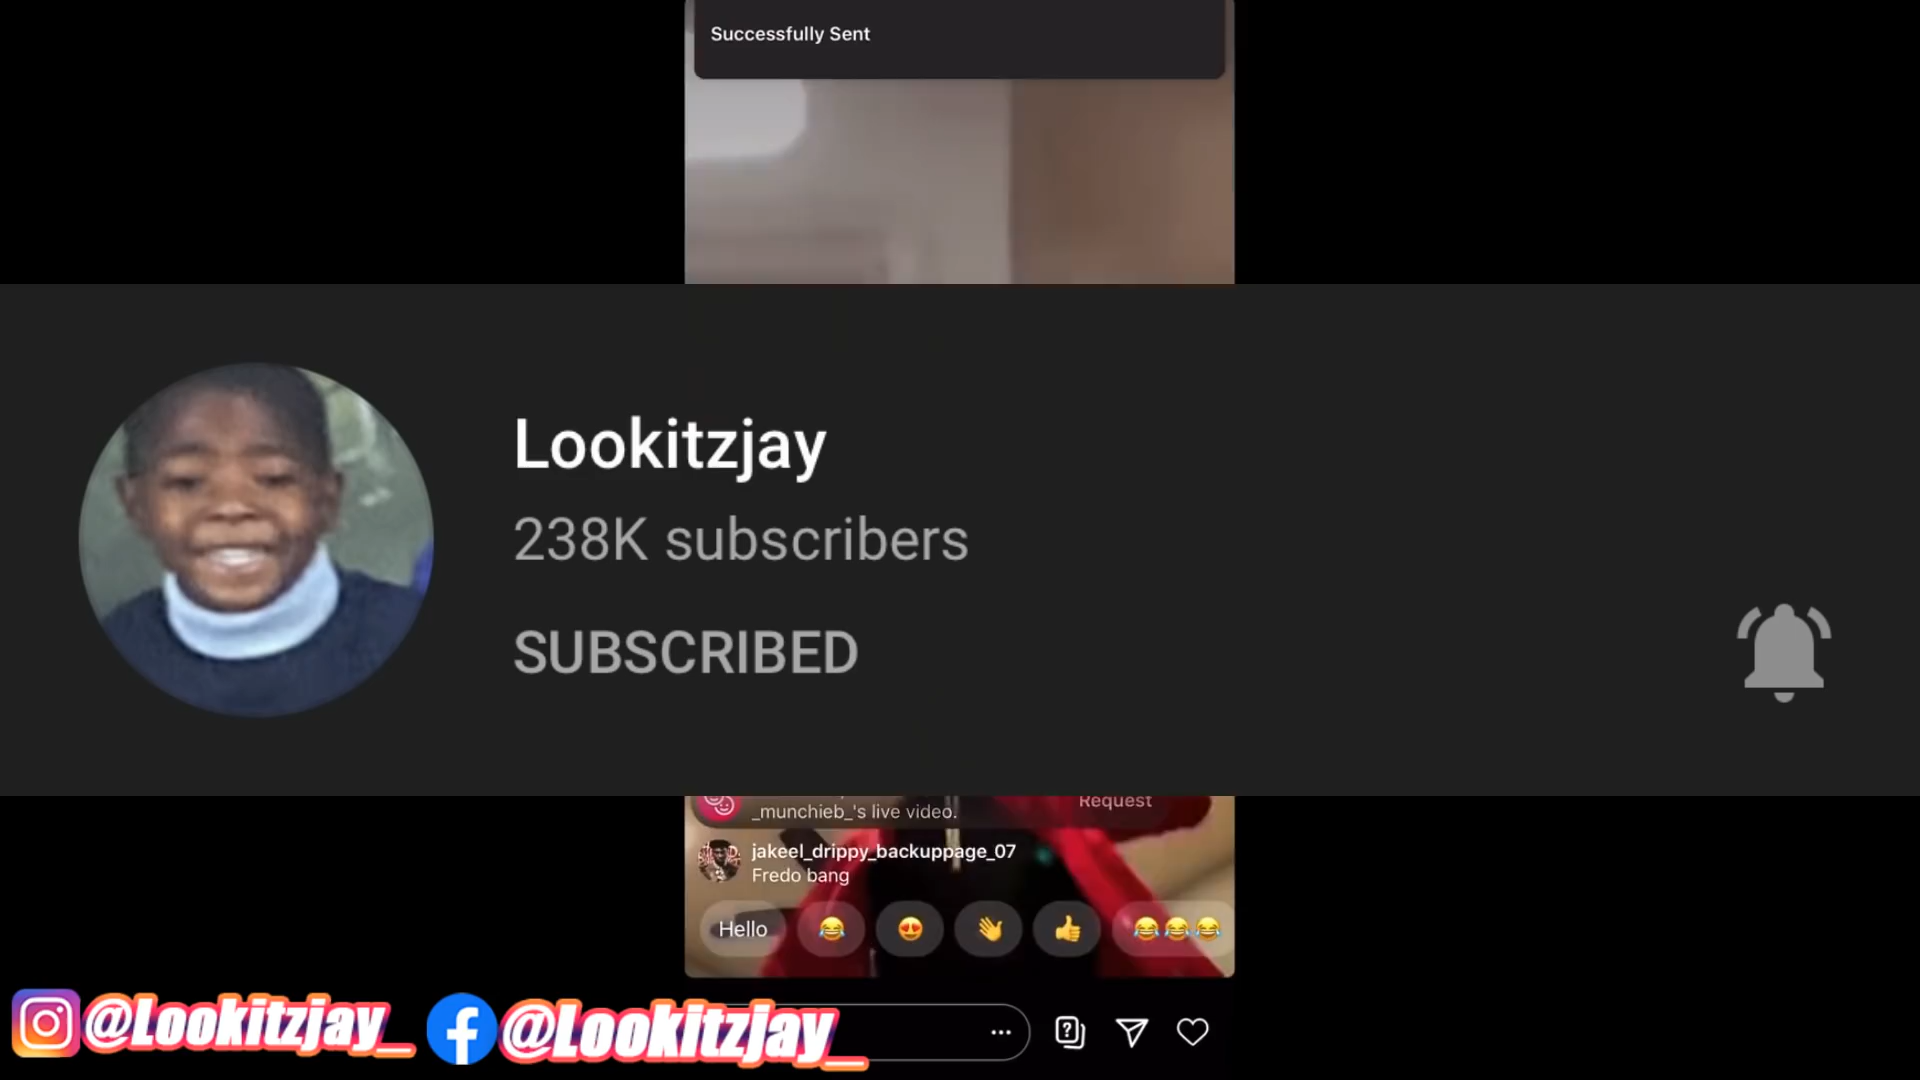 Successfully Sent
Lookitzjay
238K subscribers
SUBSCRIBED
_munchieb_'s live video.
Request
jakeel_drippy_backuppage_07
Fredo bang
Hello
@Lookitzjay_
@Lookitzjay_